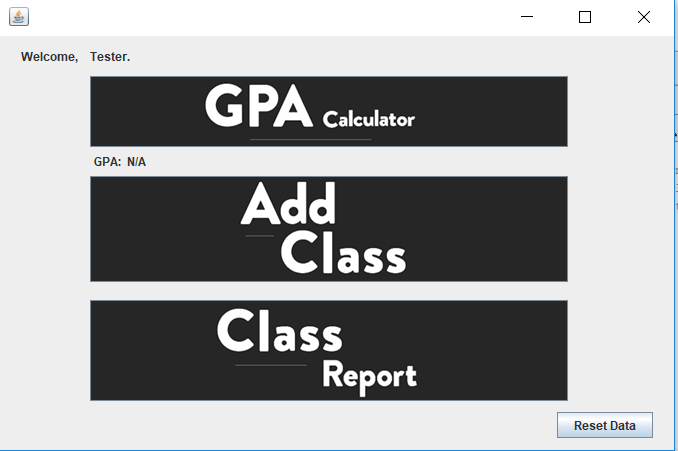 Welcome, Tester.
GPA Calculator
GPA: N/A
Add
Class
Class
Report
Reset Data